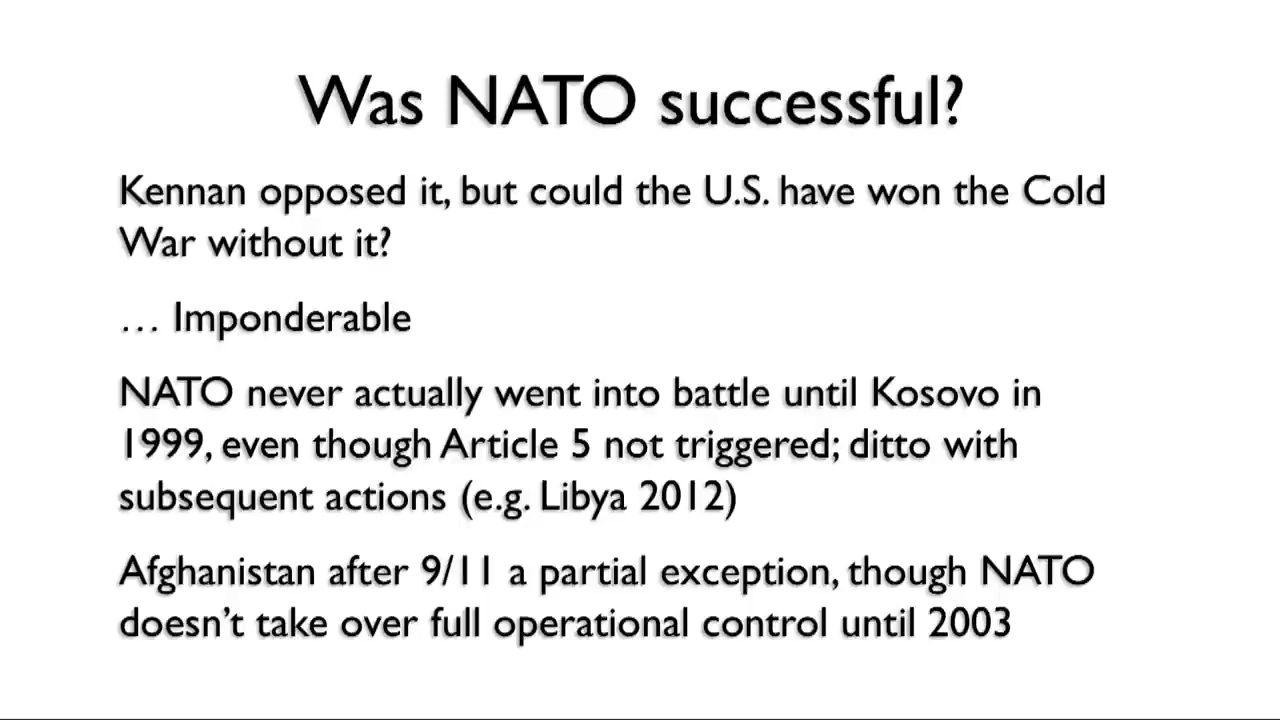 Was NATO successful?
Kennan opposed it, but could the U.S. have won the Cold
War without it?
… Imponderable
NATO never actually went into battle until Kosovo in
1999, even though Article 5 not triggered; ditto with
subsequent actions (e.g. Libya 2012)
Afghanistan after 9/11 a partial exception, though NATO
doesn’t take over full operational control until 2003